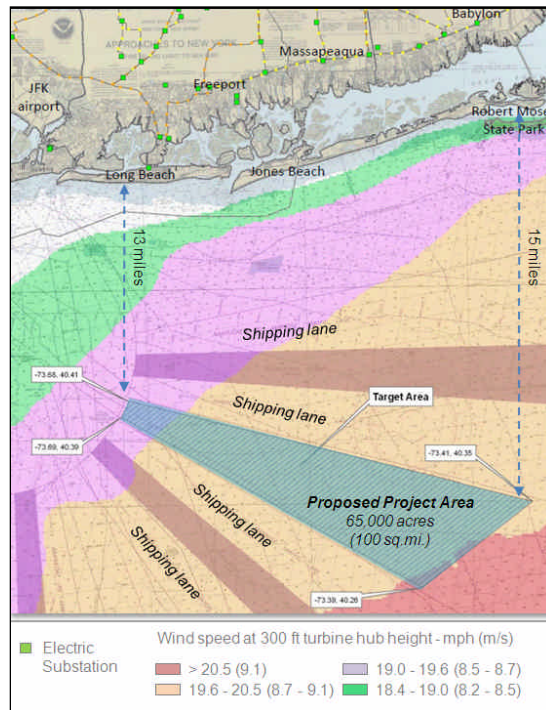 Babylon
APPROACHES TO NEW YORK
Massapeaqua
JFK
airport
Freeport
Robert Mose
State Park
Long Beach
Jones Beach
13 miles
15 miles
Shipping lane
-73.68, 40.41
Shipping lane
Target Area
-73.69, 40.39
-73.41, 40.35
Shipping lane
Proposed Project Area
65,000 acres
(100 sq.mi.)
Shipping lane
-73.39, 40.26
Electric
Substation
Wind speed at 300 ft turbine hub height - mph (m/s)
> 20.5 (9.1)
19.0 - 19.6 (8.5 - 8.7)
19.6 - 20.5 (8.7 - 9.1)
18.4 - 19.0 (8.2 - 8.5)